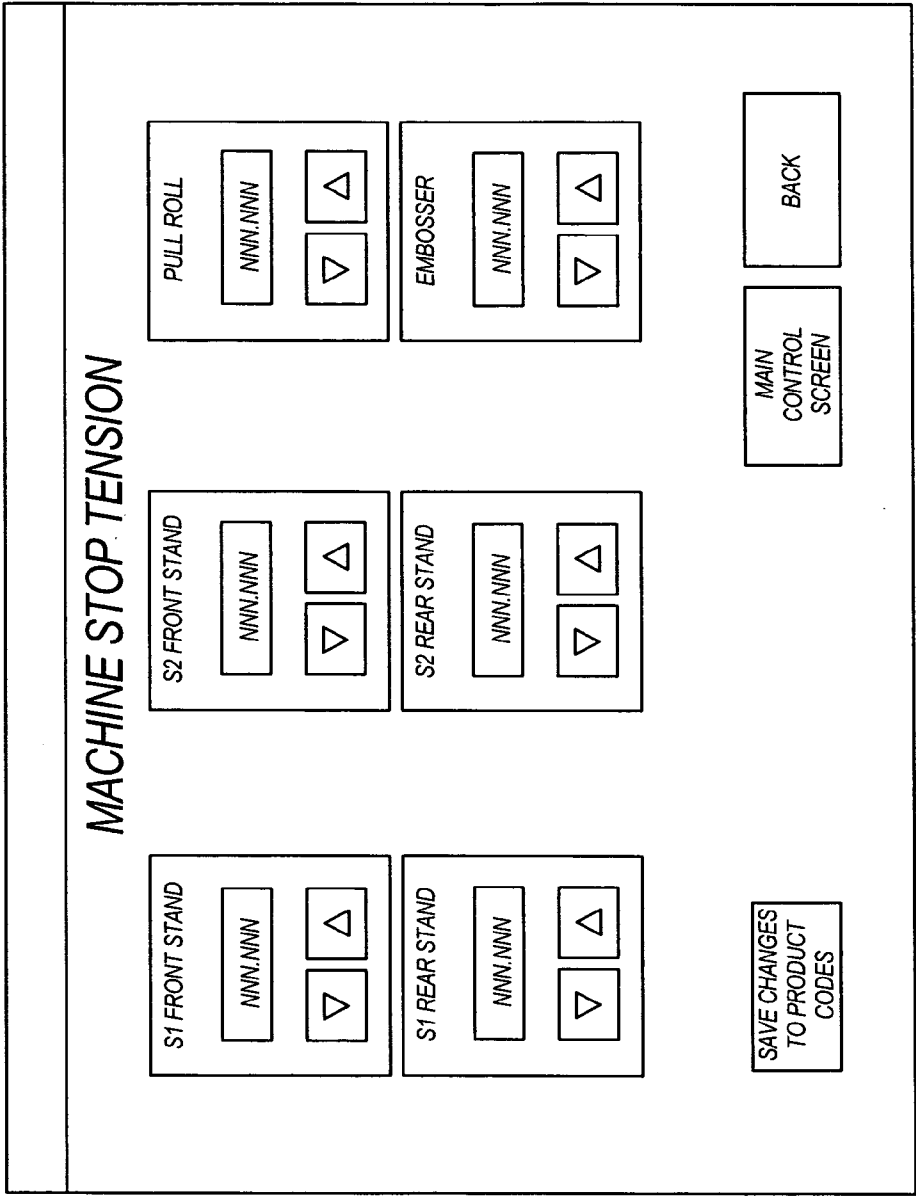 MACHINE STOP TENSION
S1 FRONT STAND
NNN.NNN
S2 FRONT STAND
NNN.NNN
PULL ROLL
NNN.NNN
S1 REAR STAND
NNN.NNN
S2 REAR STAND
NNN.NNN
EMBOSSER
NNN.NNN
SAVE CHANGES
TO PRODUCT
CODES
MAIN
CONTROL
SCREEN
BACK